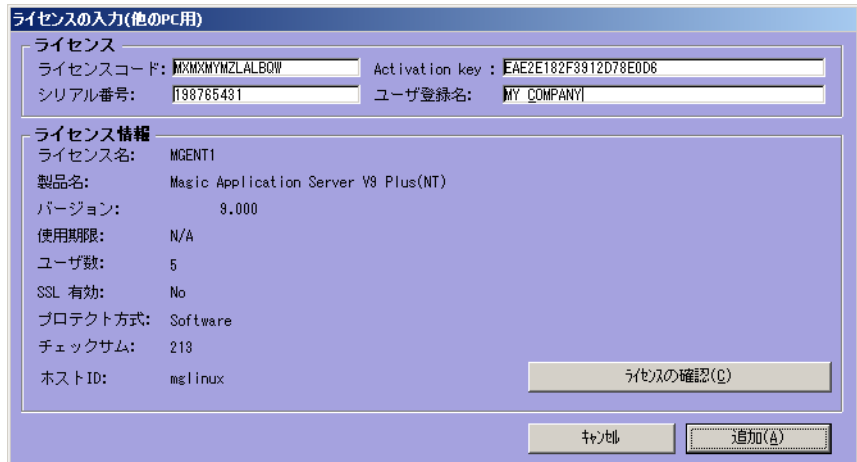 ライセンスの入力(他のPC用)
ライセンス
ライセンスコード: MXMXMYMZLALBQW Activation key : EAE2E182F3912D78E0D6
シリアル番号: 198765431 ユーザ登録名: MY COMPANY
ライセンス情報
ライセンス名: MGENT1
製品名: Magic Application Server V9 Plus(NT)
バージョン: 9.000
使用期限: N/A
ユーザ数: 5
SSL 有効: No
プロテクト方式: Software
チェックサム: 213
ホストID: mglinux
ライセンスの確認(C)
キャンセル 追加(A)